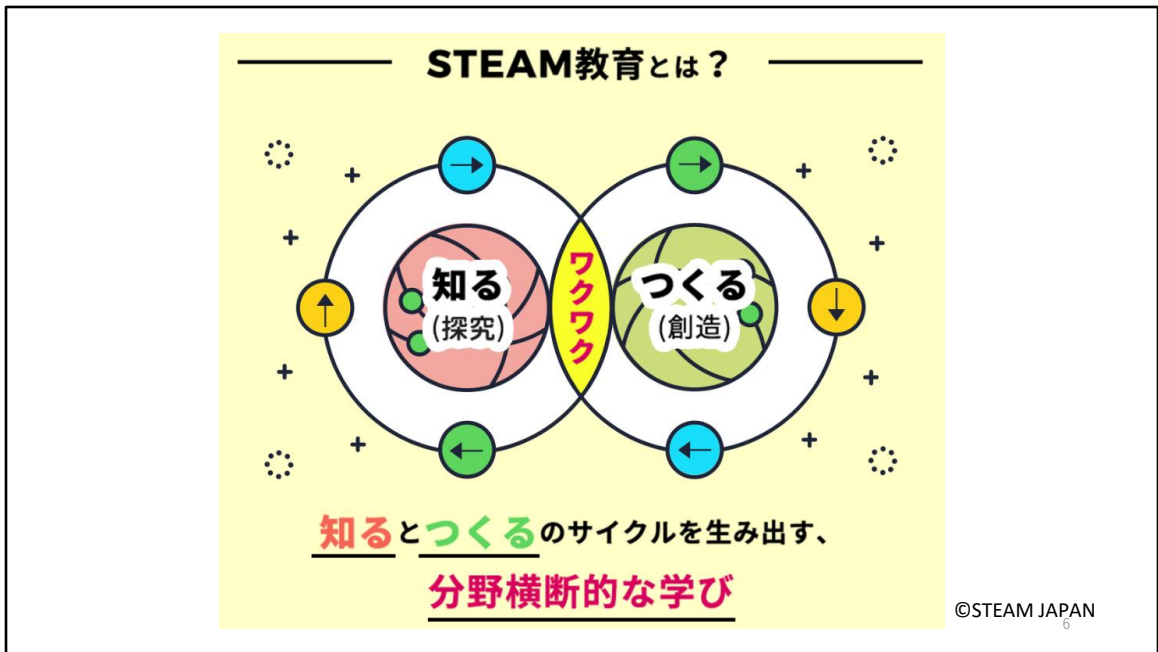 STEAM教育とは？
知る
(探究)
ワクワク
つくる
(創造)
知るとつくるのサイクルを生み出す、
分野横断的な学び
©STEAM JAPAN
6